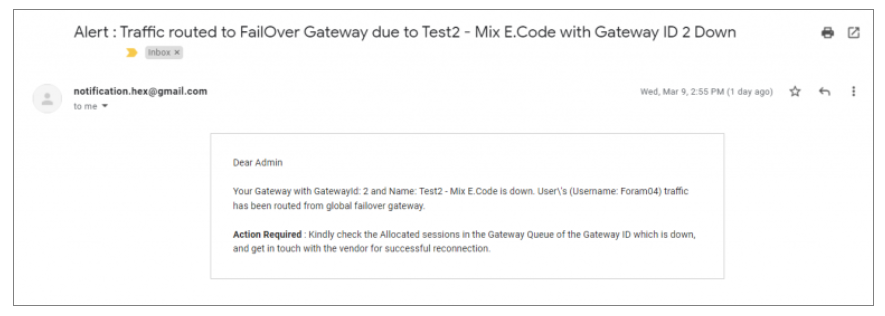 Alert : Traffic routed to FailOver Gateway due to Test2 - Mix E.Code with Gateway ID 2 Down
Inbox ×
notification.hex@gmail.com
Wed, Mar 9, 2:55 PM (1 day ago)
to me
Dear Admin
Your Gateway with GatewayId: 2 and Name: Test2 - Mix E.Code is down. User\'s (Username: Foram04) traffic
has been routed from global failover gateway.
Action Required : Kindly check the Allocated sessions in the Gateway Queue of the Gateway ID which is down,
and get in touch with the vendor for successful reconnection.